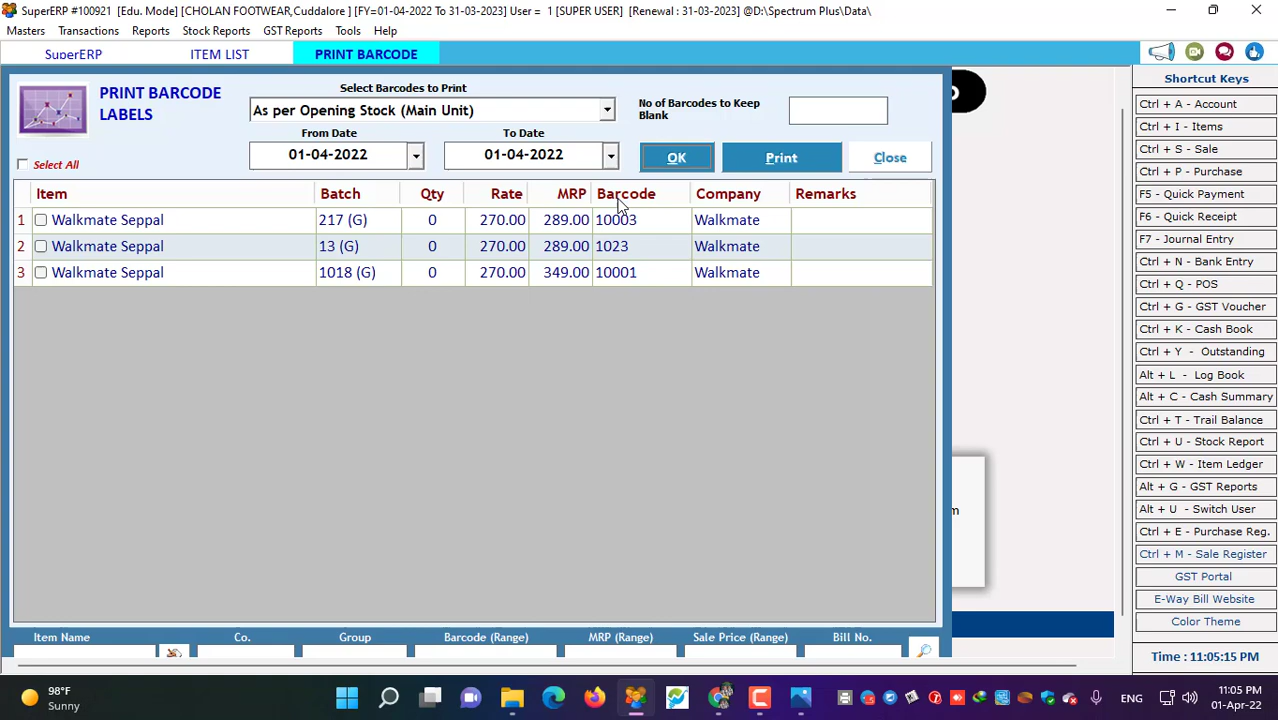 SuperERP #100921 [Edu. Mode] [CHOLAN FOOTWEAR,Cuddalore] [FY=01-04-2022 To 31-03-2023] User = 1 [SUPER USER] [Renewal : 31-03-2023] @D:\Spectrum Plus\Data\
Masters Transactions Reports Stock Reports GST Reports Tools Help
SuperERP ITEM LIST PRINT BARCODE
PRINT BARCODE
LABELS
Select Barcodes to Print
As per Opening Stock (Main Unit)
No of Barcodes to Keep
Blank
From Date To Date
01-04-2022 01-04-2022
OK Print Close
Select All
Item Batch Qty Rate MRP Barcode Company Remarks
1 Walkmate Seppal 217 (G) 0 270.00 289.00 10003 Walkmate
2 Walkmate Seppal 13 (G) 0 270.00 289.00 1023 Walkmate
3 Walkmate Seppal 1018 (G) 0 270.00 349.00 10001 Walkmate
Item Name Co. Group Barcode (Range) MRP (Range) Sale Price (Range) Bill No.
Shortcut Keys
Ctrl + A - Account
Ctrl + I - Items
Ctrl + S - Sale
Ctrl + P - Purchase
F5 - Quick Payment
F6 - Quick Receipt
F7 - Journal Entry
Ctrl + N - Bank Entry
Ctrl + Q - POS
Ctrl + G - GST Voucher
Ctrl + K - Cash Book
Ctrl + Y - Outstanding
Alt + L - Log Book
Alt + C - Cash Summary
Ctrl + T - Trail Balance
Ctrl + U - Stock Report
Ctrl + W - Item Ledger
Alt + G - GST Reports
Alt + U - Switch User
Ctrl + E - Purchase Reg.
Ctrl + M - Sale Register
GST Portal
E-Way Bill Website
Color Theme
Time : 11:05:15 PM
98°F
Sunny
ENG
11:05 PM
01-Apr-22